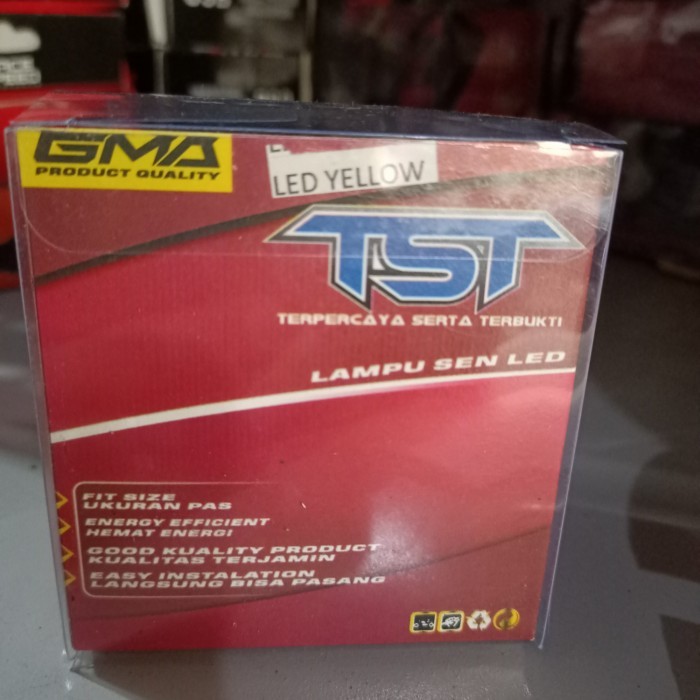 GMA
PRODUCT QUALITY
LED YELLOW
TST
TERPERCAYA SERTA TERBUKTI
LAMPU SEN LED
FIT SIZE
UKURAN PAS
ENERGY EFFICIENT
HEMAT ENERGI
GOOD KUALITY PRODUCT
KUALITAS TERJAMIN
EASY INSTALATION
LANGSUNG BISA PASANG